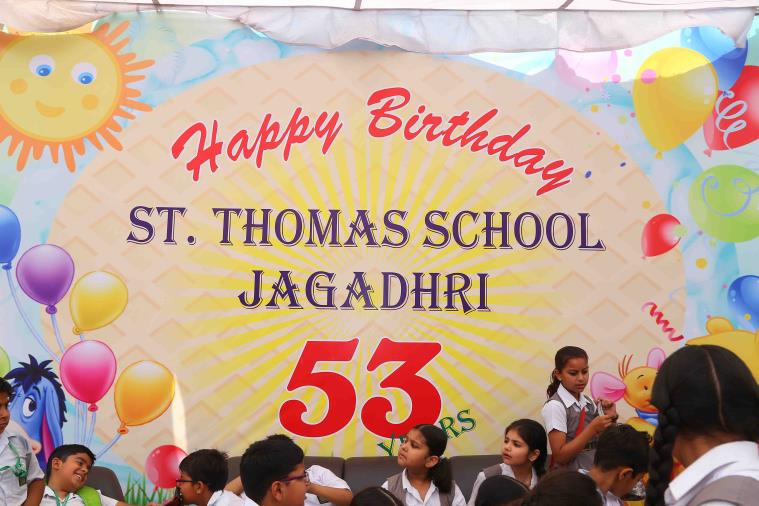 Happy Birthday
ST. THOMAS SCHOOL
JAGADHRI
53
YEARS